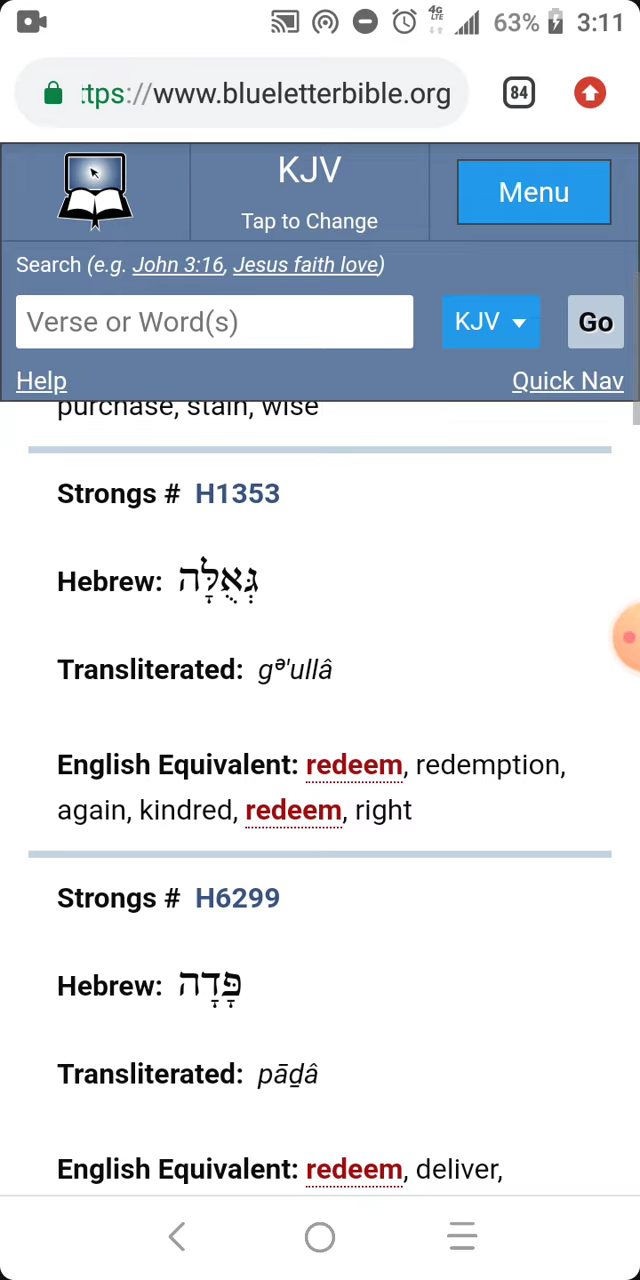 4G
LTE
63%
3:11
ttps://www.blueletterbible.org
84
KJV
Tap to Change
Menu
Search (e.g. John 3:16, Jesus faith love)
Verse or Word(s)
KJV
Go
Help
Quick Nav
purchase, stain, wise
Strongs # H1353
Hebrew: גְּאֻלָּה
Transliterated: gᵊ'ullâ
English Equivalent: redeem, redemption,
again, kindred, redeem, right
Strongs # H6299
Hebrew: פָּדָה
Transliterated: pāḏâ
English Equivalent: redeem, deliver,